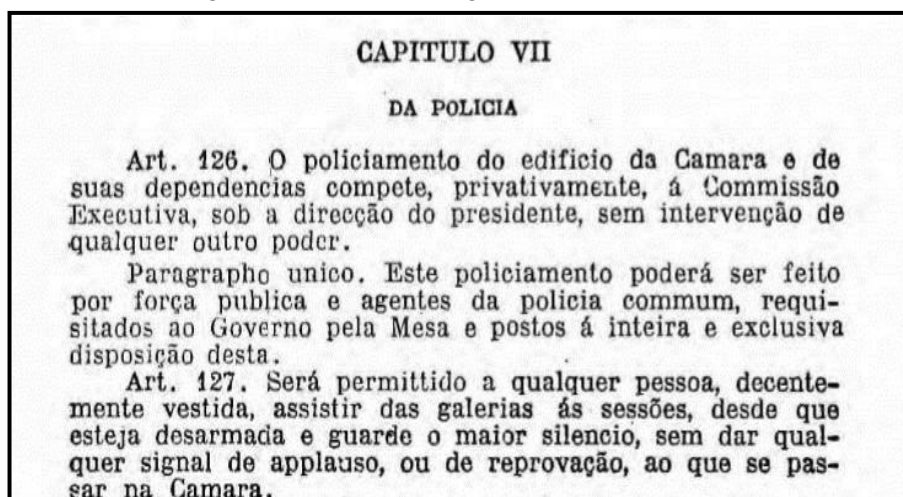 CAPITULO VII
DA POLICIA
Art. 126. O policiamento do edificio da Camara e de
suas dependencias compete, privativamente, á Commissão
Executiva, sob a direcção do presidente, sem intervenção de
qualquer outro poder.
Paragrapho unico. Este policiamento poderá ser feito
por força publica e agentes da policia commum, requi-
sitados ao Governo pela Mesa e postos á inteira e exclusiva
disposição desta.
Art. 127. Será permittido a qualquer pessoa, decente-
mente vestida, assistir das galerias ás sessões, desde que
esteja desarmada e guarde o maior silencio, sem dar qual-
quer signal de applauso, ou de reprovação, ao que se pas-
sar na Camara.